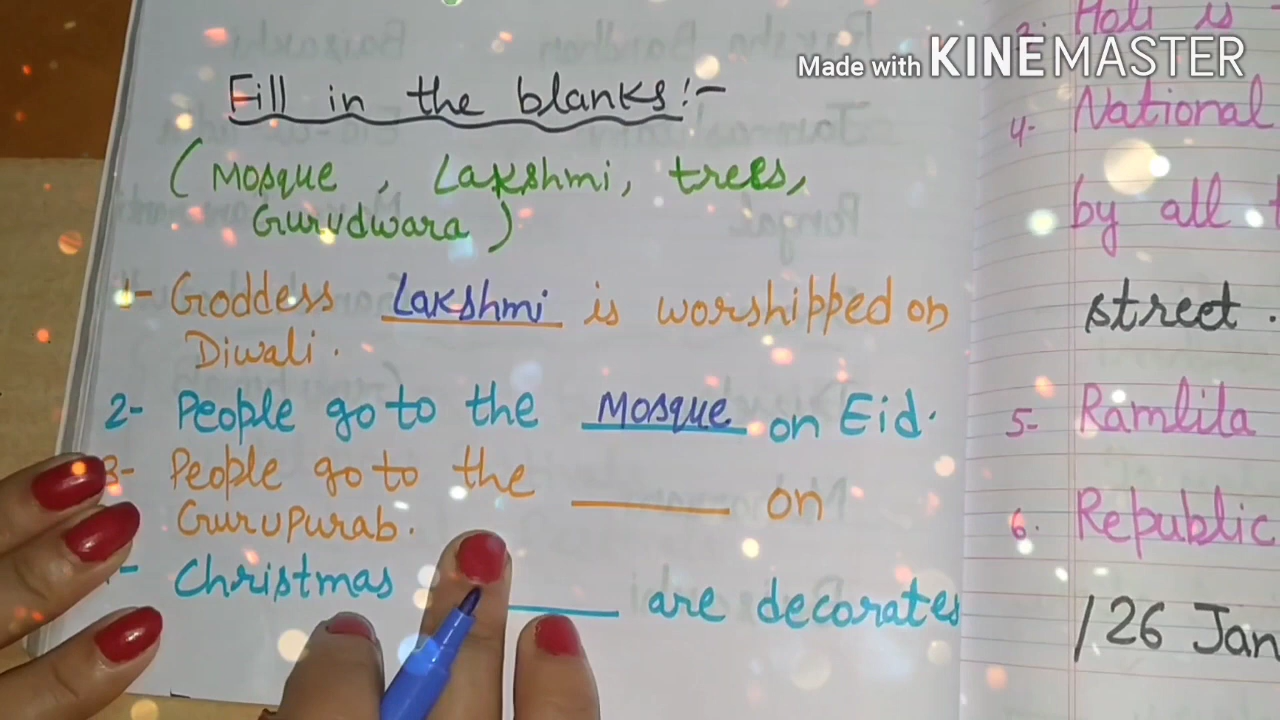 Made with KINEMASTER
Fill in the blanks:-
(Mosque, Lakshmi, trees,
Gurudwara)
1- Goddess Lakshmi is worshipped on
Diwali.
2- People go to the Mosque on Eid.
3- People go to the ______ on
Gurupurab.
Christmas ______ are decorates
3. Holi is
4- National
by all
street.
5- Ramlila
6. Republic
/26 Jan